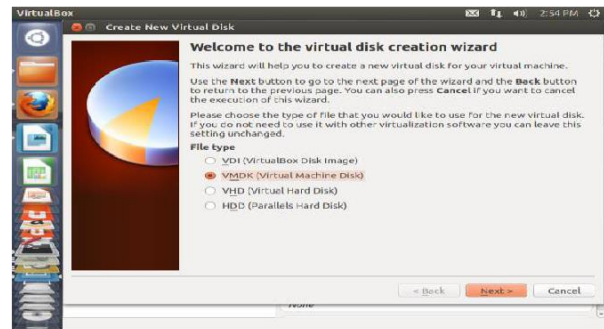 VirtualBox
2:54 PM
Create New Virtual Disk
Welcome to the virtual disk creation wizard
This wizard will help you to create a new virtual disk for your virtual machine.
Use the Next button to go to the next page of the wizard and the Back button
to return to the previous page. You can also press Cancel if you want to cancel
the execution of this wizard.
Please choose the type of file that you would like to use for the new virtual disk.
If you do not need to use it with other virtualization software you can leave this
setting unchanged.
File type
VDI (VirtualBox Disk Image)
VMDK (Virtual Machine Disk)
VHD (Virtual Hard Disk)
HDD (Parallels Hard Disk)
< Back Next > Cancel
None